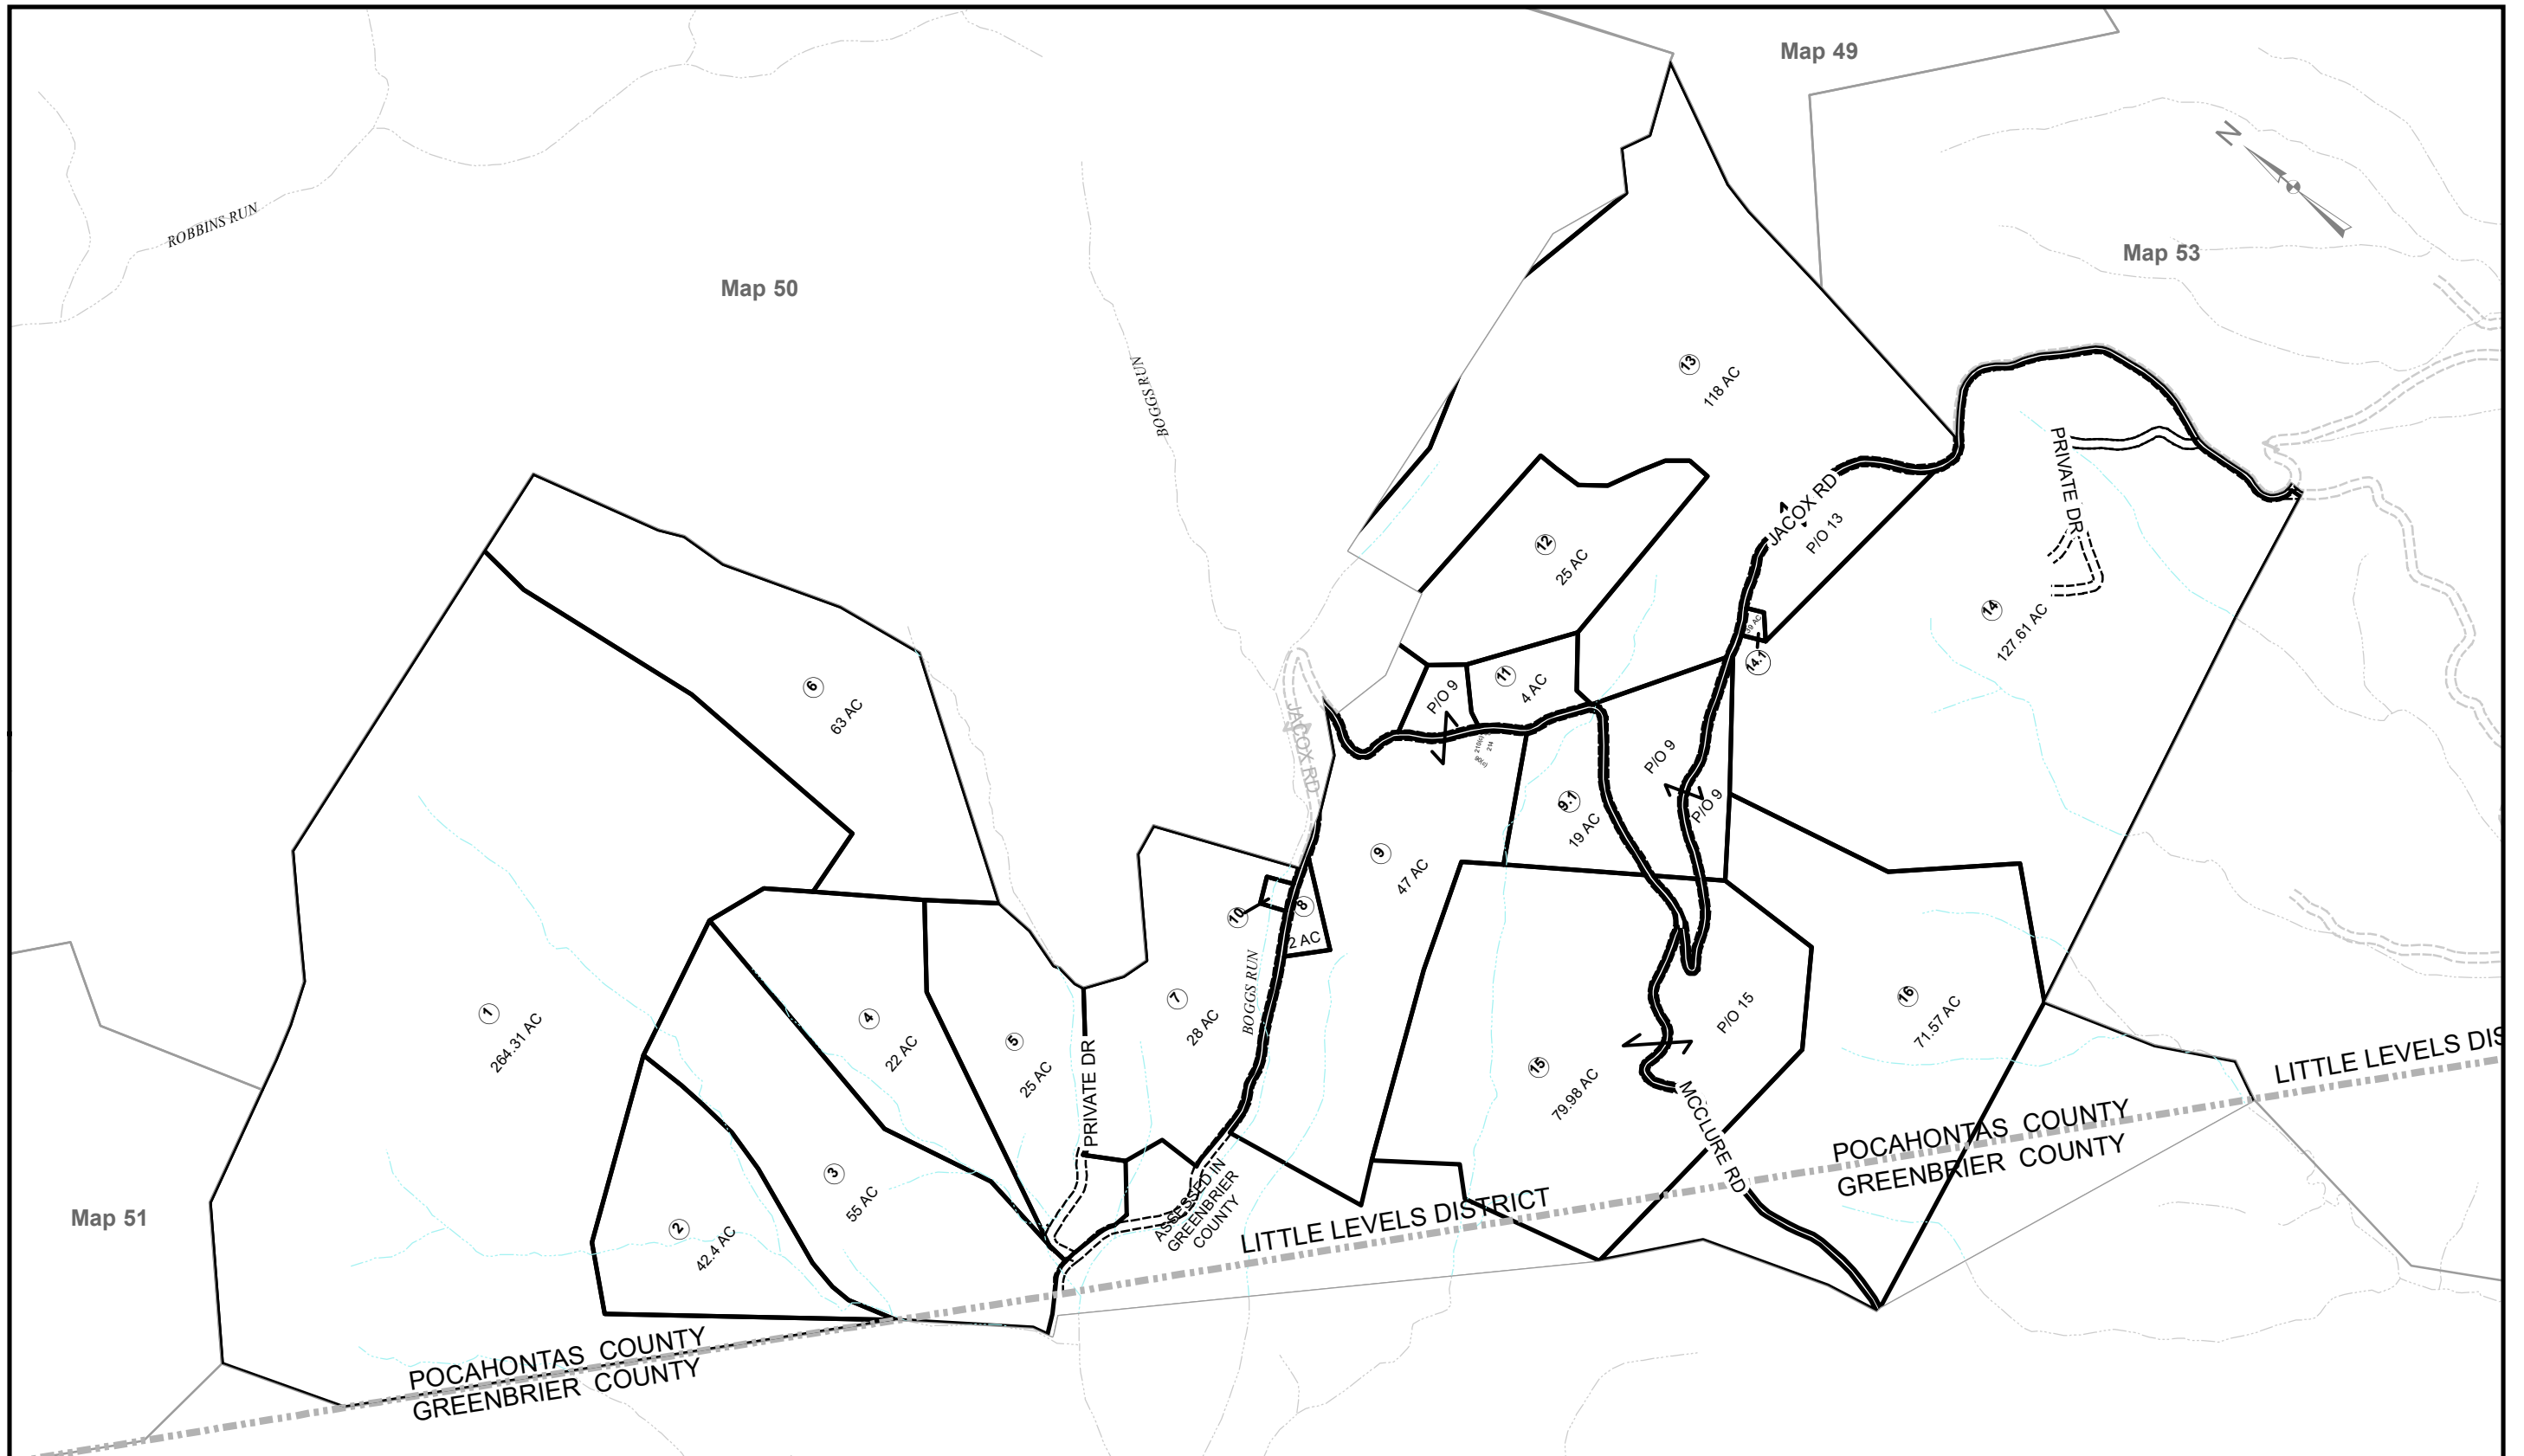 Map 49
N
Map 53
ROBBINS RUN
Map 50
BOGGS RUN
13
118 AC
PRIVATE DR
JACOX RD
P/O 13
12
25 AC
14
127.61 AC
14.1
6
63 AC
11
4 AC
P/O 9
JACOX RD
P/O 9
P/O 9
9.1
19 AC
9
47 AC
10
8
2 AC
BOGGS RUN
7
28 AC
1
264.31 AC
4
22 AC
5
25 AC
PRIVATE DR
15
79.98 AC
P/O 15
16
71.57 AC
MCCLURE RD
3
55 AC
2
42.4 AC
Map 51
ASSESSED IN
GREENBRIER
COUNTY
LITTLE LEVELS DISTRICT
LITTLE LEVELS DIS
POCAHONTAS COUNTY
GREENBRIER COUNTY
POCAHONTAS COUNTY
GREENBRIER COUNTY